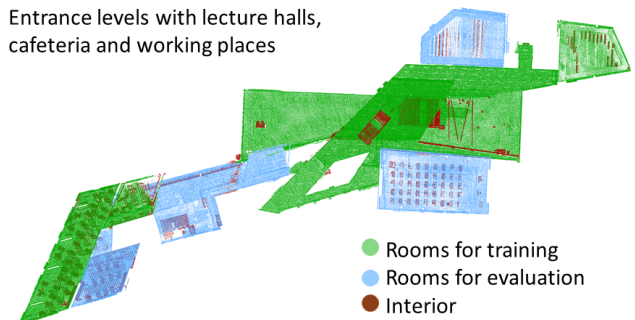 Entrance levels with lecture halls,
cafeteria and working places
Rooms for training
Rooms for evaluation
Interior